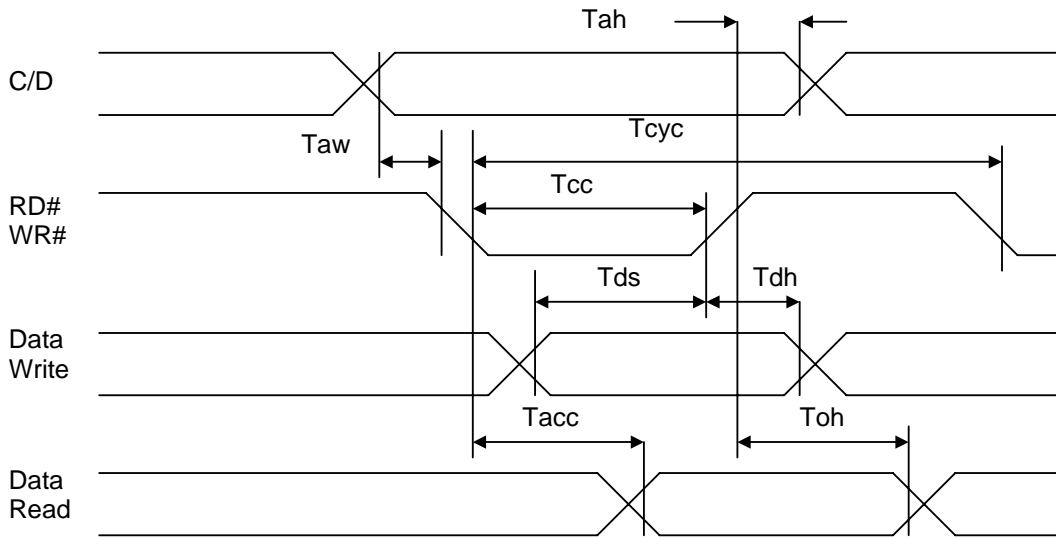 Tah
C/D
Tcyc
Taw
Tcc
RD#
WR#
Tds
Tdh
Data
Write
Tacc
Toh
Data
Read